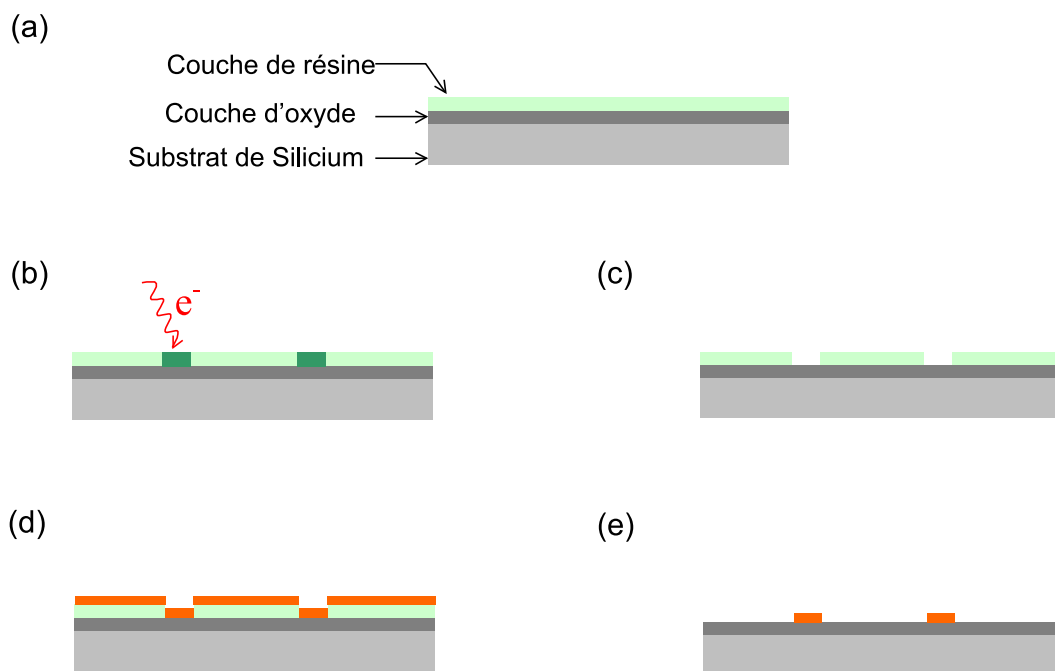 (a)
Couche de résine
Couche d'oxyde
Substrat de Silicium
(b)
(c)
e-
(d)
(e)